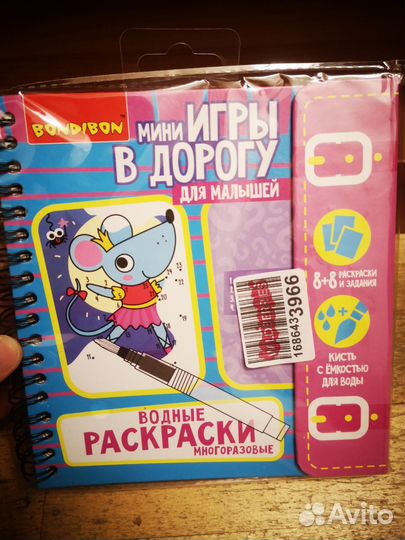 BONDIBON
МИНИ ИГРЫ
В ДОРОГУ
ДЛЯ МАЛЫШЕЙ
8+8 РАСКРАСКИ
И ЗАДАНИЯ
КИСТЬ
С ЁМКОСТЬЮ
ДЛЯ ВОДЫ
1686433966
ВОДНЫЕ
РАСКРАСКИ
МНОГОРАЗОВЫЕ
Avito